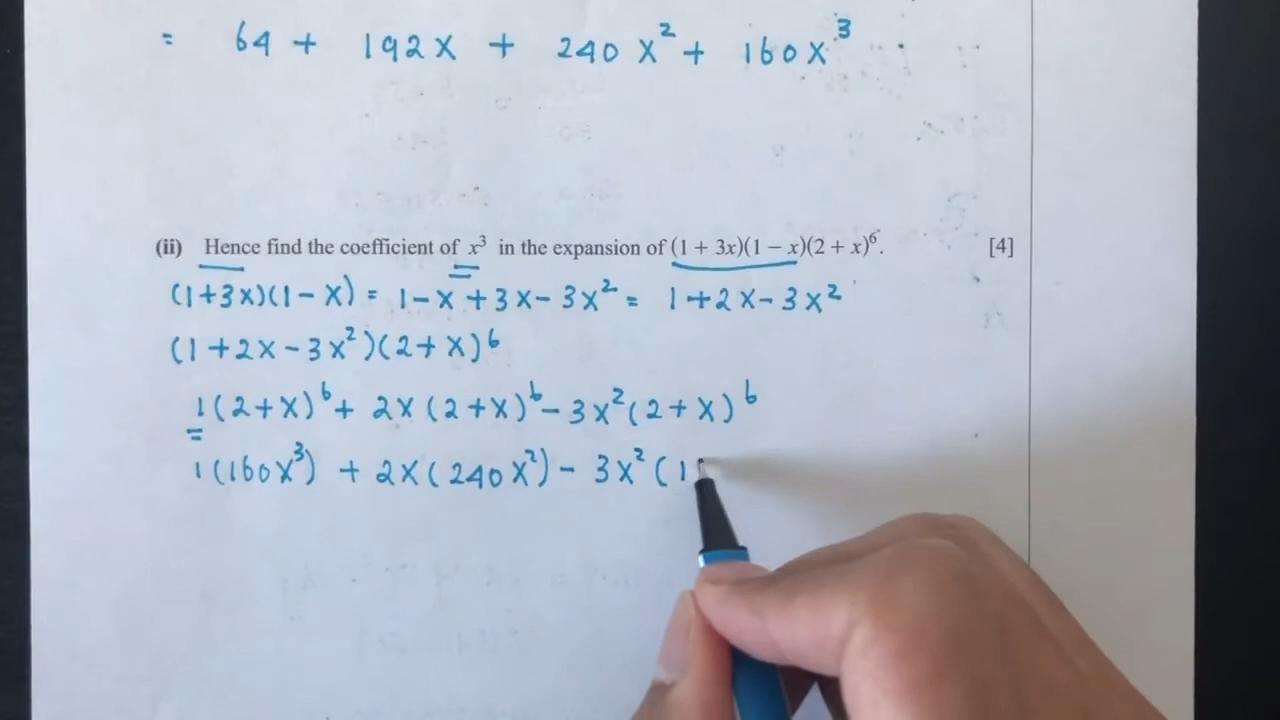 = 64 + 192x + 240x² + 160x³
(ii) Hence find the coefficient of x³ in the expansion of (1 + 3x)(1 − x)(2 + x)⁶. [4]
(1+3x)(1-x) = 1-x+3x-3x² = 1+2x-3x²
(1+2x-3x²)(2+x)⁶
1(2+x)⁶ + 2x(2+x)⁶ - 3x²(2+x)⁶
1(160x³) + 2x(240x²) - 3x²(1